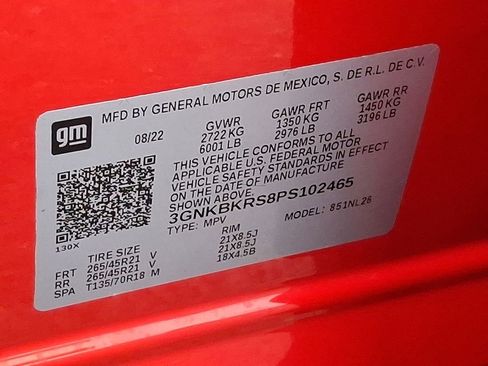 MFD BY GENERAL MOTORS DE MEXICO, S. DE R.L. DE C.V.
gm
08/22 GVWR GAWR FRT GAWR RR
2722 KG 1350 KG 1450 KG
6001 LB 2976 LB 3196 LB
THIS VEHICLE CONFORMS TO ALL
APPLICABLE U.S. FEDERAL MOTOR
VEHICLE SAFETY STANDARDS IN EFFECT
ON THE DATE OF MANUFACTURE SHOWN ABOVE.
3GNKBKRS8PS102465
TYPE: MPV MODEL: 851NL26
130X
TIRE SIZE RIM
FRT 265/45R21 V 21X8.5J
RR 265/45R21 V 21X8.5J
SPA T135/70R18 M 18X4.5B